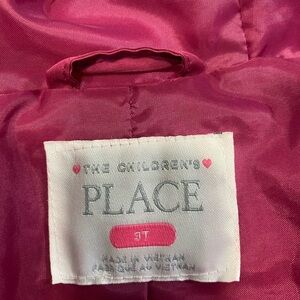 THE CHILDREN'S
PLACE
3T
MADE IN VIETNAM
FABRIQUÉ AU VIETNAM